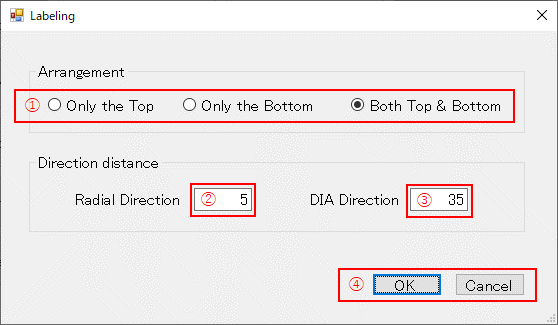 Labeling
Arrangement
① Only the Top Only the Bottom Both Top & Bottom
Direction distance
Radial Direction ② 5 DIA Direction ③ 35
④ OK Cancel